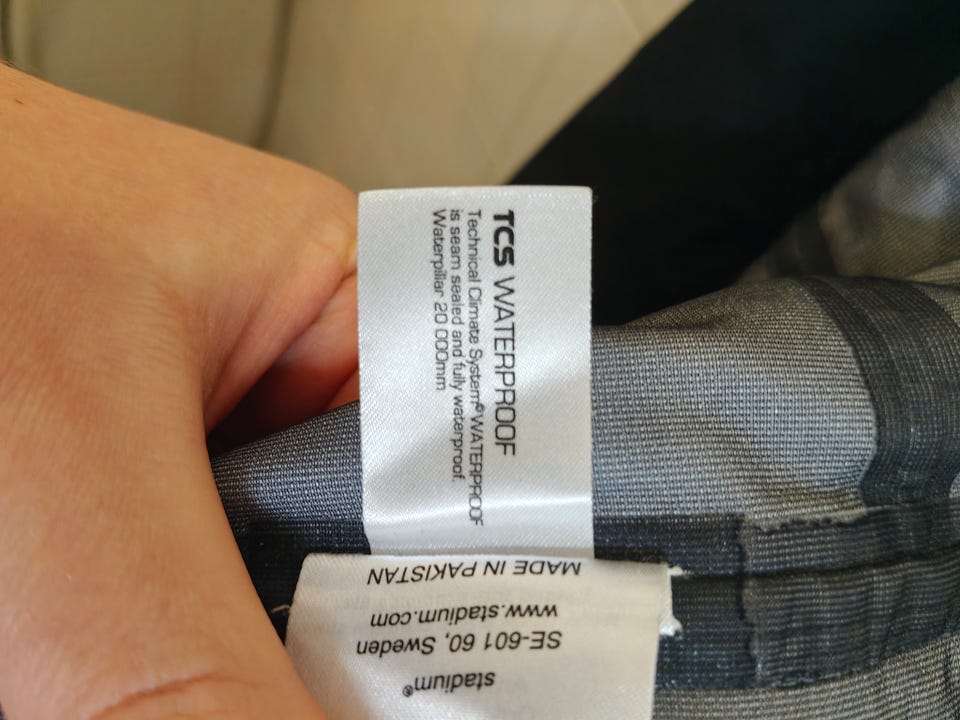 TCS WATERPROOF
Technical Climate System® WATERPROOF
is seam sealed and fully waterproof.
Waterpillar 20 000mm
stadium®
SE-601 60, Sweden
www.stadium.com
MADE IN PAKISTAN